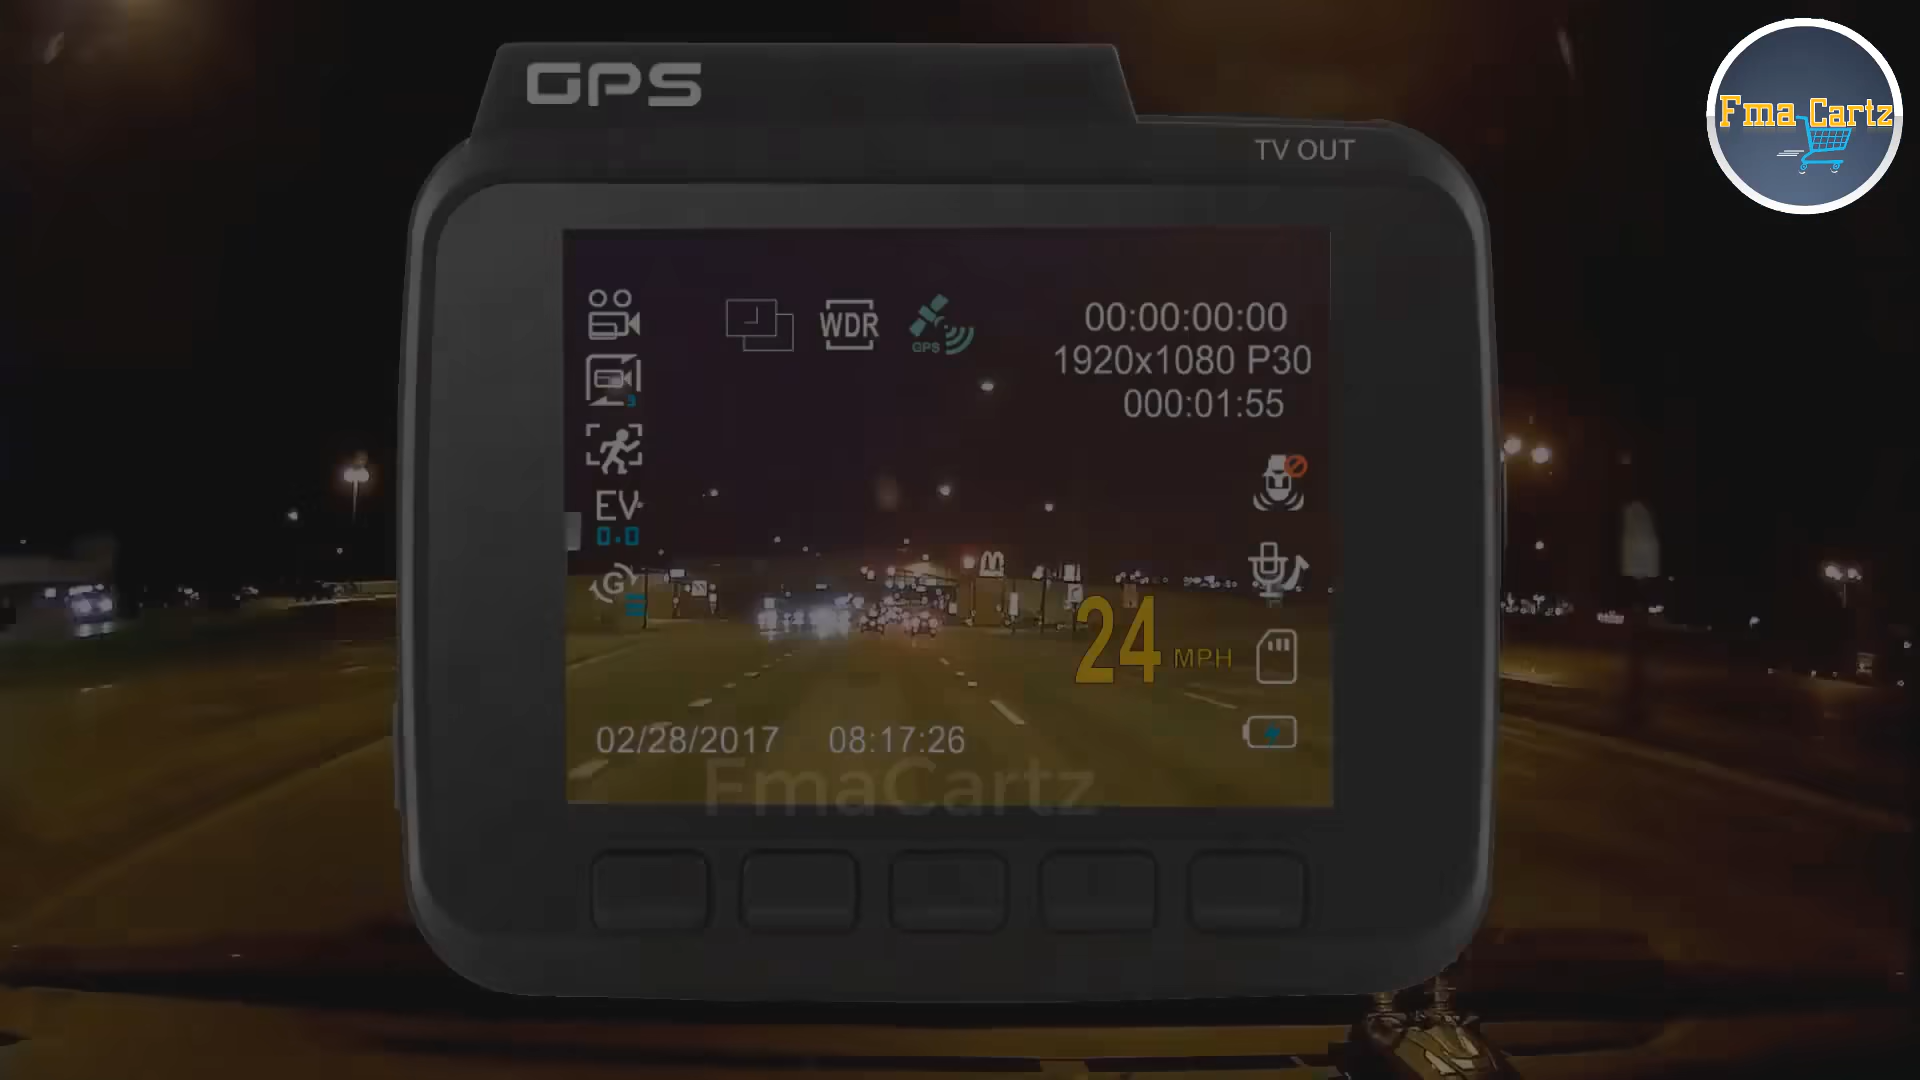 GPS
Fma Cartz
TV OUT
WDR
GPS
00:00:00:00
1920x1080 P30
000:01:55
3
EV
0.0
G
24 MPH
02/28/2017 08:17:26
FmaCartz